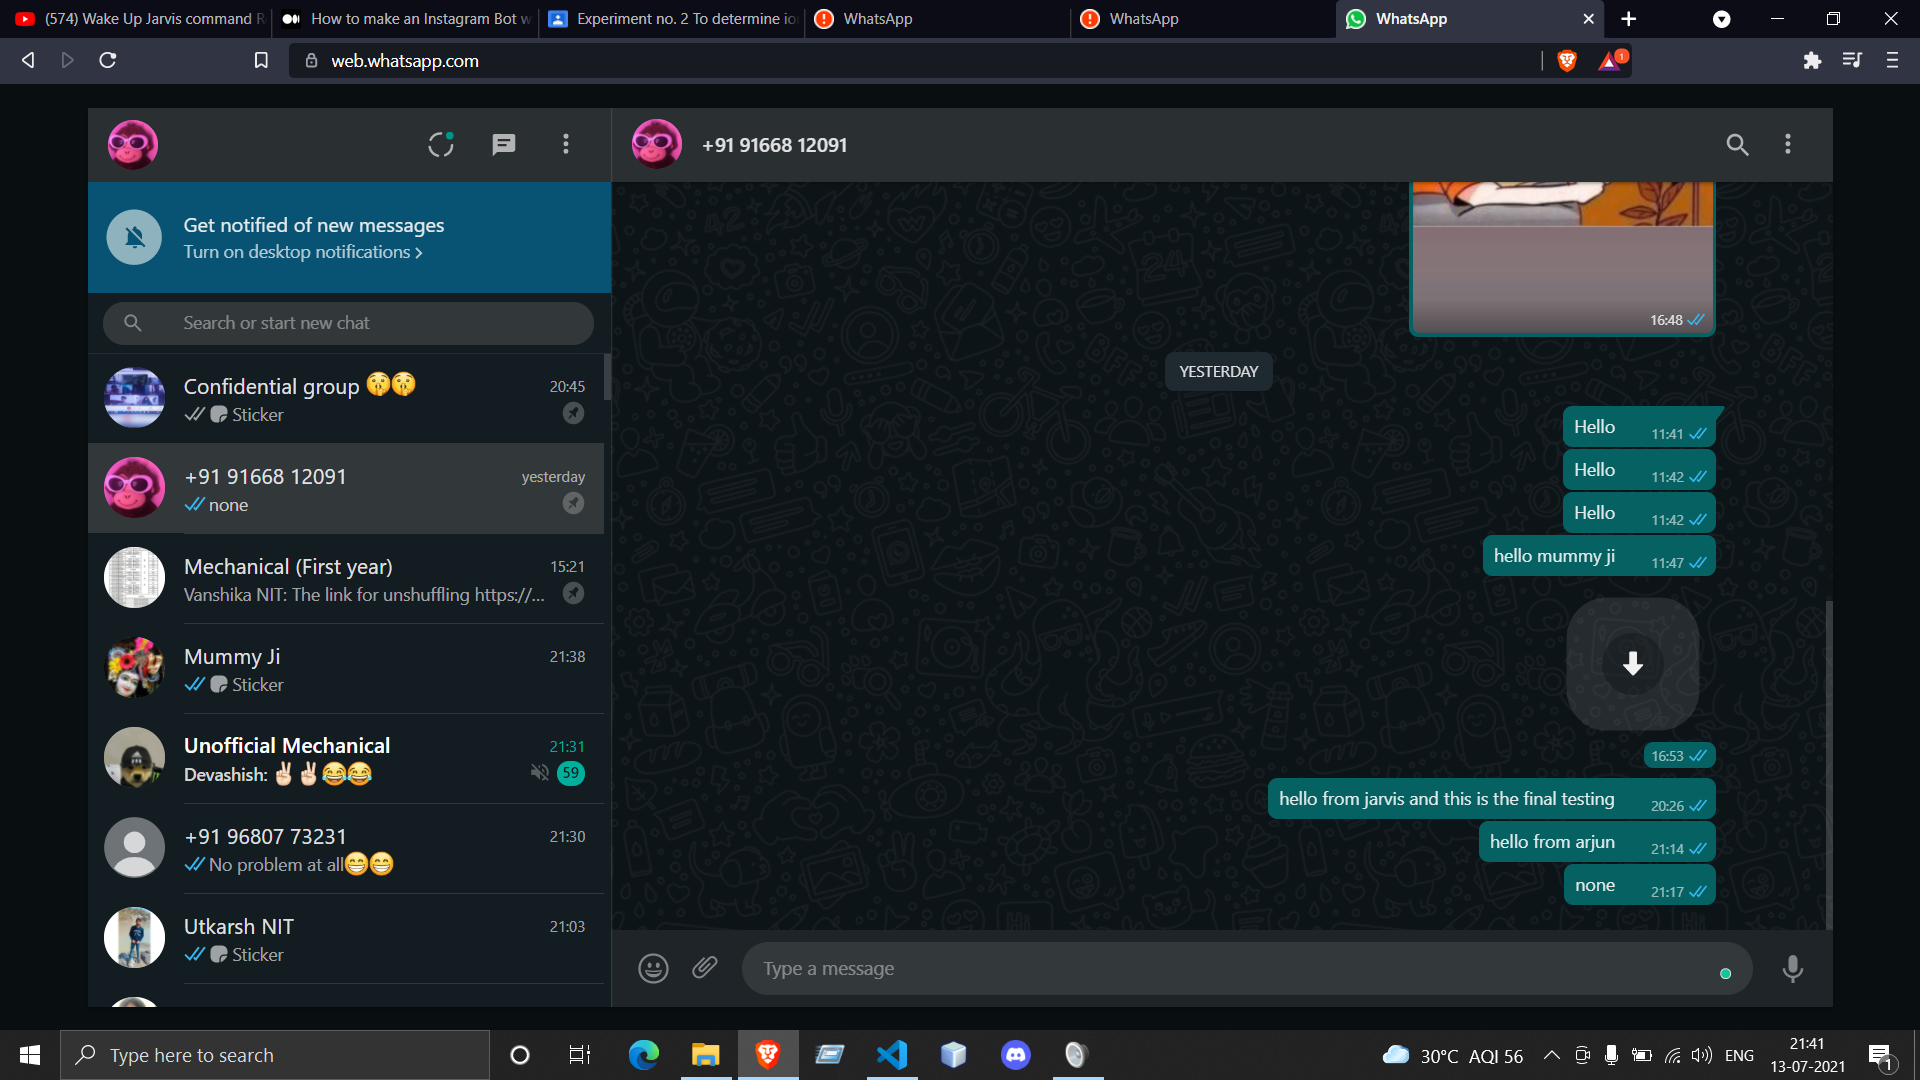 (574) Wake Up Jarvis command R
How to make an Instagram Bot w
Experiment no. 2 To determine io
WhatsApp
WhatsApp
WhatsApp
web.whatsapp.com
1
+91 91668 12091
Get notified of new messages
Turn on desktop notifications >
Search or start new chat
Confidential group 🤫🤫 20:45
Sticker
+91 91668 12091 yesterday
none
Mechanical (First year) 15:21
Vanshika NIT: The link for unshuffling https://...
Mummy Ji 21:38
Sticker
Unofficial Mechanical 21:31
Devashish: ✌🏻✌🏻😂😂 59
+91 96807 73231 21:30
No problem at all😁😁
Utkarsh NIT 21:03
Sticker
16:48
YESTERDAY
Hello 11:41
Hello 11:42
Hello 11:42
hello mummy ji 11:47
16:53
hello from jarvis and this is the final testing 20:26
hello from arjun 21:14
none 21:17
Type a message
Type here to search
30°C AQI 56
ENG
21:41
13-07-2021
1